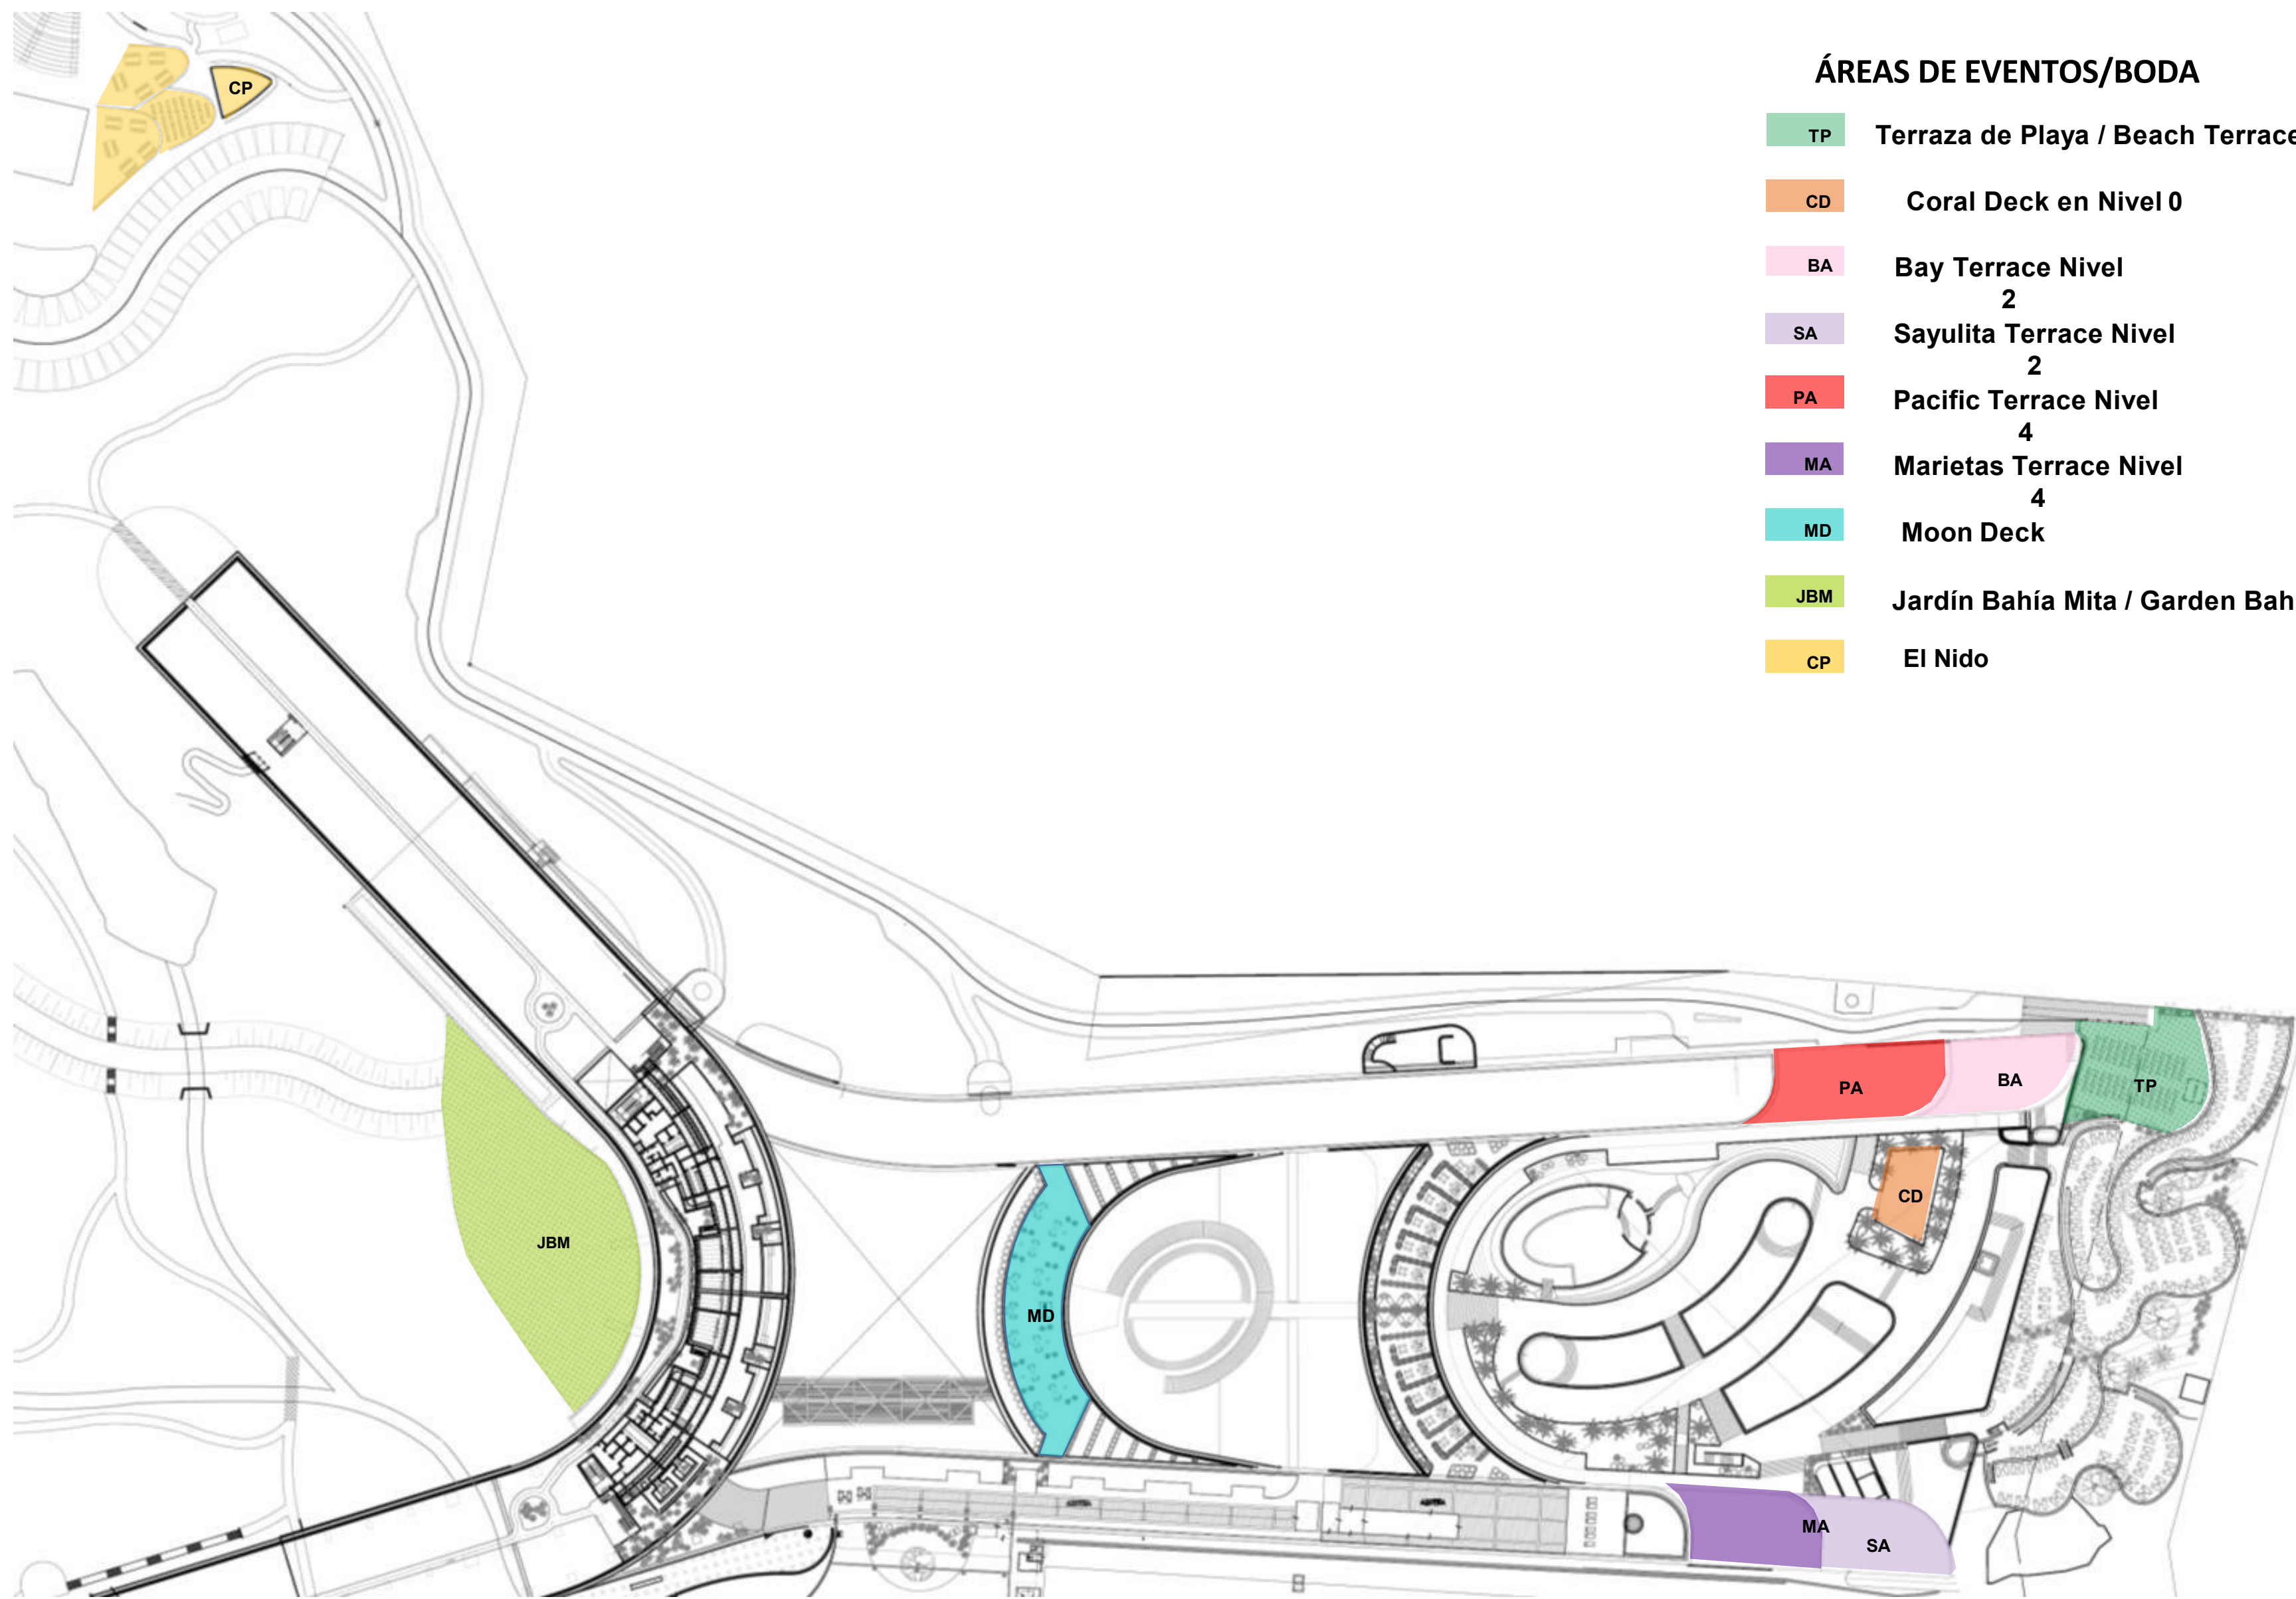 ÁREAS DE EVENTOS/BODA
TP Terraza de Playa / Beach Terrace
CD Coral Deck en Nivel 0
BA Bay Terrace Nivel
2
SA Sayulita Terrace Nivel
2
PA Pacific Terrace Nivel
4
MA Marietas Terrace Nivel
4
MD Moon Deck
JBM Jardín Bahía Mita / Garden Bah
CP El Nido
CP
PA
BA
TP
CD
JBM
MD
MA
SA